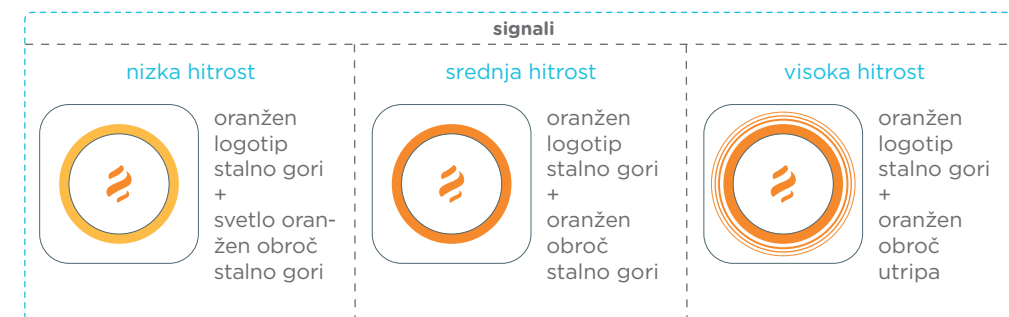 signali
nizka hitrost
oranžen
logotip
stalno gori
+
svetlo oran-
žen obroč
stalno gori
srednja hitrost
oranžen
logotip
stalno gori
+
oranžen
obroč
stalno gori
visoka hitrost
oranžen
logotip
stalno gori
+
oranžen
obroč
utripa